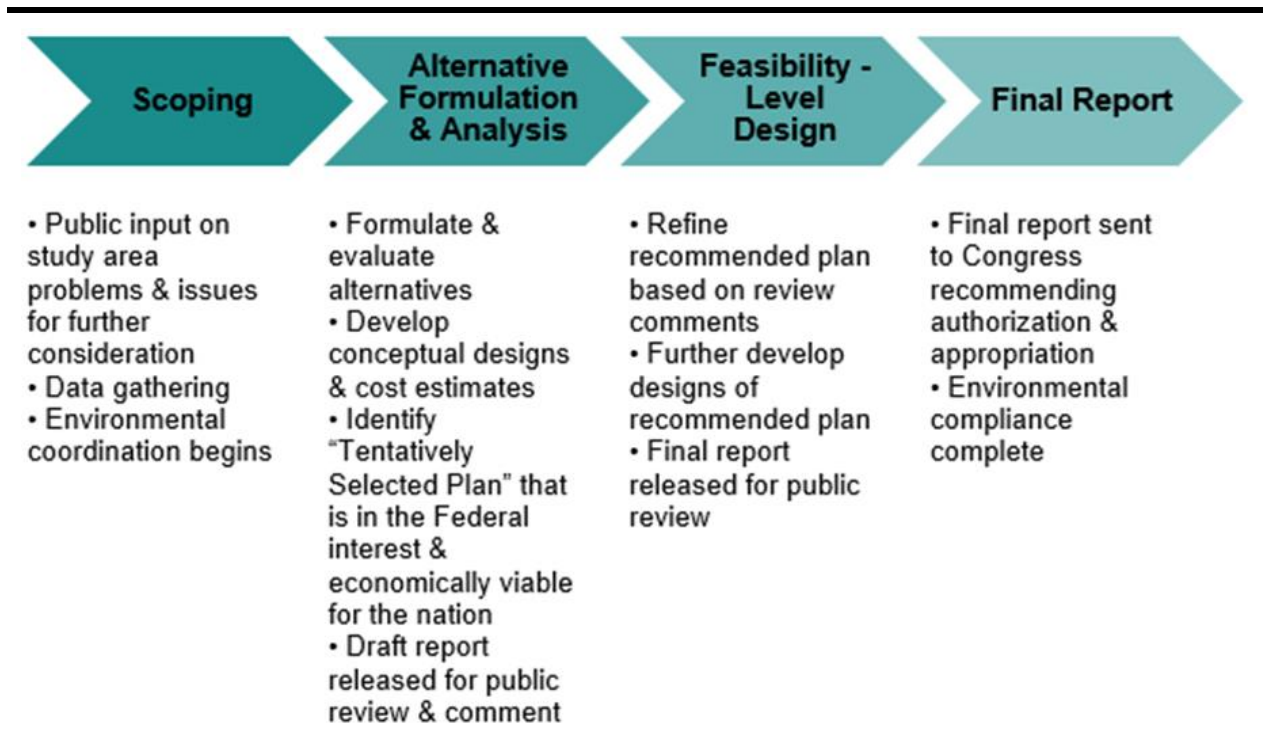 Scoping
Alternative
Formulation
& Analysis
Feasibility -
Level
Design
Final Report
• Public input on
study area
problems & issues
for further
consideration
• Data gathering
• Environmental
coordination begins
• Formulate &
evaluate
alternatives
• Develop
conceptual designs
& cost estimates
• Identify
“Tentatively
Selected Plan” that
is in the Federal
interest &
economically viable
for the nation
• Draft report
released for public
review & comment
• Refine
recommended plan
based on review
comments
• Further develop
designs of
recommended plan
• Final report
released for public
review
• Final report sent
to Congress
recommending
authorization &
appropriation
• Environmental
compliance
complete